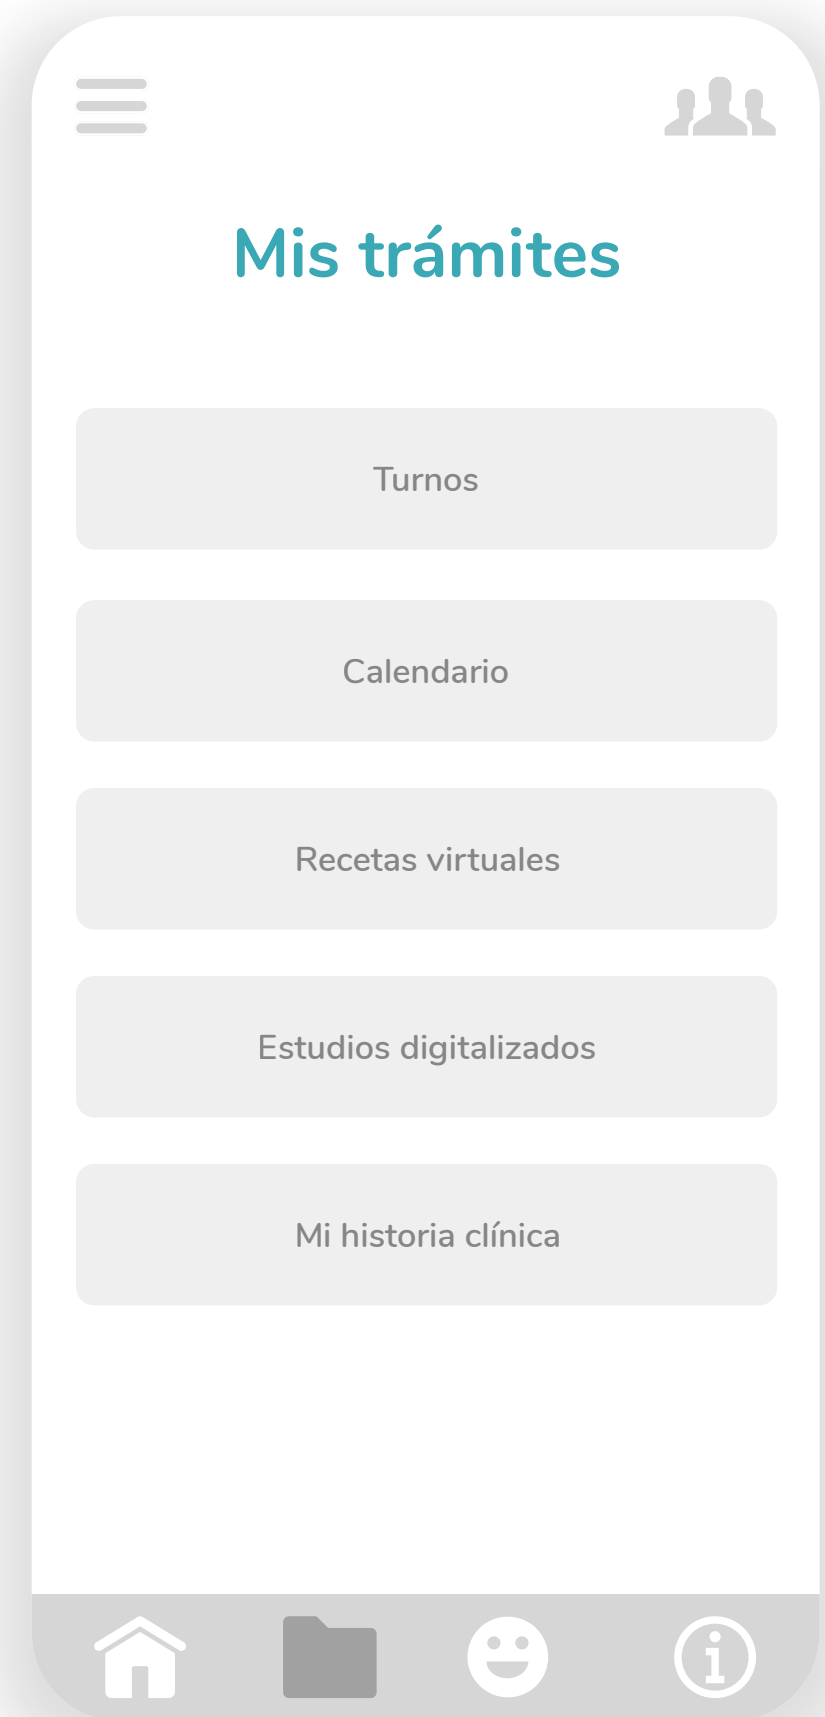 Mis trámites
Turnos
Calendario
Recetas virtuales
Estudios digitalizados
Mi historia clínica